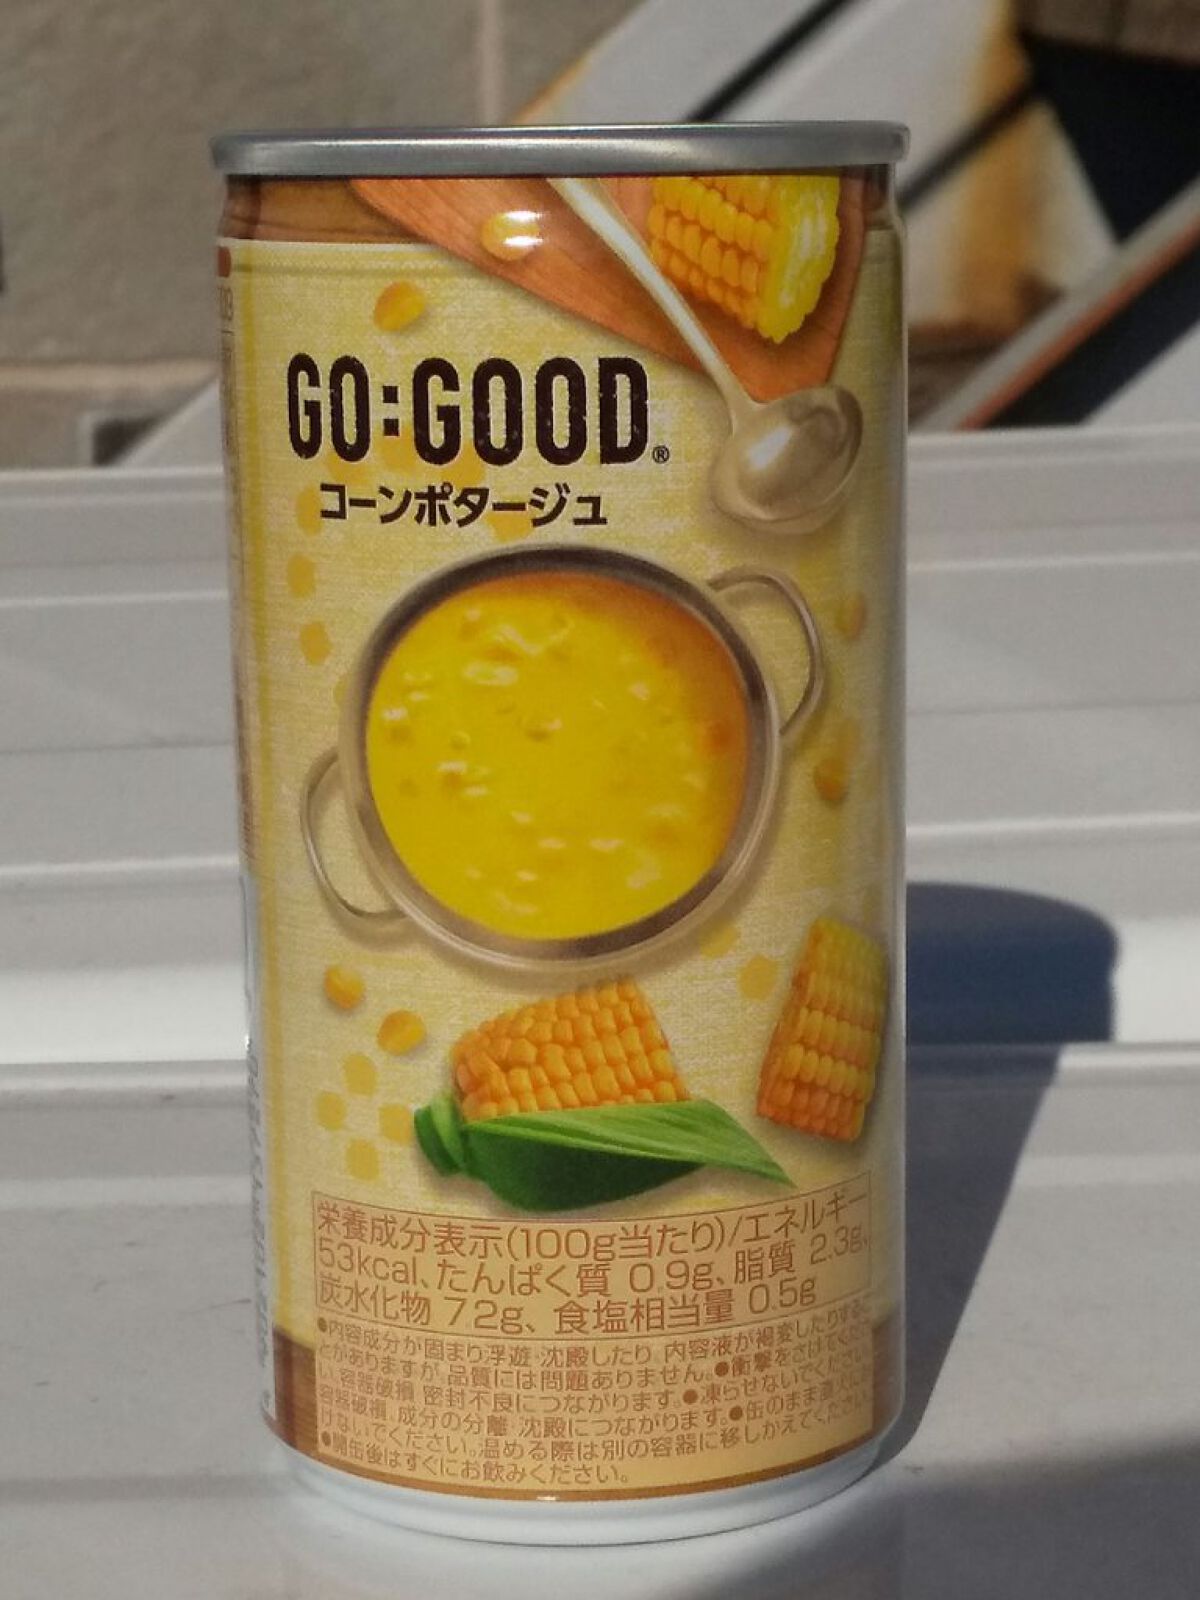 GO:GOOD®
コーンポタージュ
栄養成分表示(100g当たり)/エネルギー
53kcal、たんぱく質 0.9g、脂質 2.3g、
炭水化物 7.2g、食塩相当量 0.5g
●内容成分が固まり浮遊・沈殿したり、内容液が褐変したりするこ
とがありますが、品質には問題ありません。●衝撃をさけてくださ
い。容器破損、密封不良につながります。●凍らせないでください。
容器破損、成分の分離・沈殿につながります。●缶のまま直火に
けないでください。温める際は別の容器に移しかえてください。
●開缶後はすぐにお飲みください。